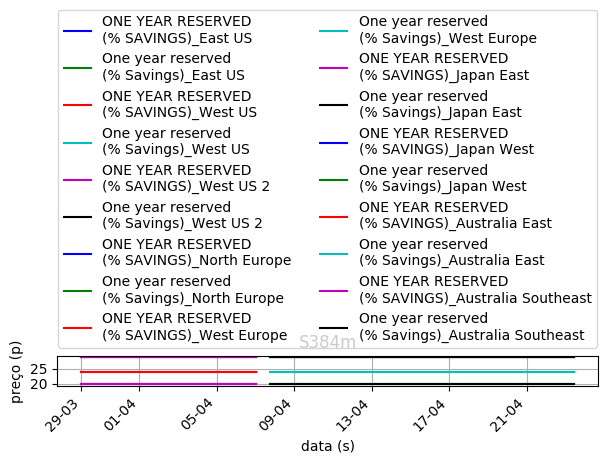 ONE YEAR RESERVED
(% SAVINGS)_East US
One year reserved
(% Savings)_East US
ONE YEAR RESERVED
(% SAVINGS)_West US
One year reserved
(% Savings)_West US
ONE YEAR RESERVED
(% SAVINGS)_West US 2
One year reserved
(% Savings)_West US 2
ONE YEAR RESERVED
(% SAVINGS)_North Europe
One year reserved
(% Savings)_North Europe
ONE YEAR RESERVED
(% SAVINGS)_West Europe
One year reserved
(% Savings)_West Europe
ONE YEAR RESERVED
(% SAVINGS)_Japan East
One year reserved
(% Savings)_Japan East
ONE YEAR RESERVED
(% SAVINGS)_Japan West
One year reserved
(% Savings)_Japan West
ONE YEAR RESERVED
(% SAVINGS)_Australia East
One year reserved
(% Savings)_Australia East
ONE YEAR RESERVED
(% SAVINGS)_Australia Southeast
One year reserved
(% Savings)_Australia Southeast
S384m
preço (p)
25
20
29-03
01-04
05-04
09-04
13-04
17-04
21-04
data (s)